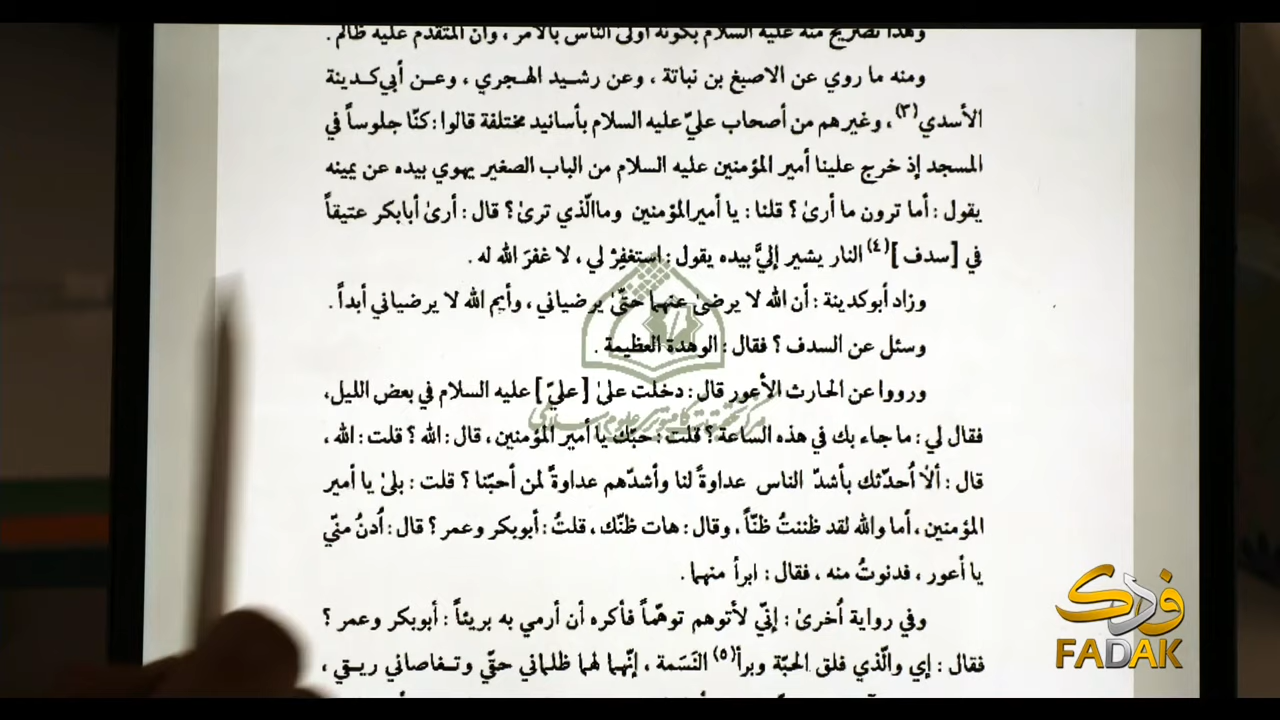 وهذا تصريح منه عليه السلام بكونه أولى الناس بالأمر ، وأن المتقدم عليه ظالم .
ومنه ما روي عن الاصبغ بن نباتة ، وعن رشيد الهجري ، وعن أبي كدينة
الأسدي(٣) ، وغيرهم من أصحاب عليّ عليه السلام بأسانيد مختلفة قالوا : كنّا جلوساً في
المسجد إذ خرج علينا أمير المؤمنين عليه السلام من الباب الصغير يهوي بيده عن يمينه
يقول : أما ترون ما أرىٰ ؟ قلنا : يا أمير المؤمنين وما الّذي ترىٰ ؟ قال : أرىٰ أبابكر عتيقاً
في [سدف](٤) النار يشير إليَّ بيده يقول : استغفِرْ لي ، لا غفرَ الله له .
وزاد أبوكدينة : أن الله لا يرضىٰ عنهما حتّىٰ يرضياني ، وأيم الله لا يرضياني أبداً .
وسئل عن السدف ؟ فقال : الوهدة العظيمة .
ورووا عن الحارث الأعور قال : دخلت علىٰ [عليّ] عليه السلام في بعض الليل ،
فقال لي : ما جاء بك في هذه الساعة ؟ قلت : حبّك يا أمير المؤمنين ، قال : الله ؟ قلت : الله ،
قال : ألاٰ اُحدّثك بأشدّ الناس عداوةً لنا وأشدّهم عداوةً لمن أحبّنا ؟ قلت : بلىٰ يا أمير
المؤمنين ، أما والله لقد ظننتُ ظنّاً ، وقال : هات ظنّك ، قلتُ : أبوبكر وعمر ؟ قال : اُدنُ منّي
يا أعور ، فدنوتُ منه ، فقال : ابرأ منهما .
وفي رواية اُخرىٰ : إنّي لأتوهم توهّماً فأكره أن أرمي به بريئاً : أبوبكر وعمر ؟
فقال : إي والّذي فلق الحبّة وبرأ(٥) النَسَمة ، إنّهما لهما ظلماني حقّي وتغاصاني ريقي ،
فدك
FADAK